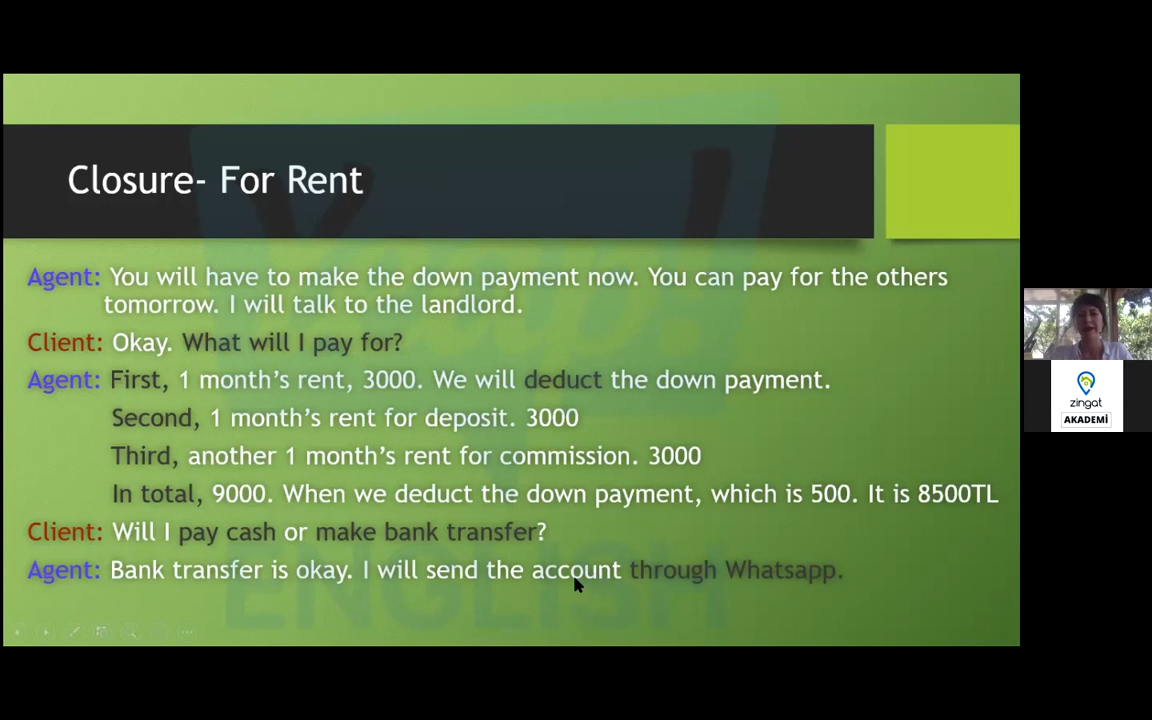 Closure- For Rent
Agent: You will have to make the down payment now. You can pay for the others
tomorrow. I will talk to the landlord.
Client: Okay. What will I pay for?
Agent: First, 1 month's rent, 3000. We will deduct the down payment.
Second, 1 month's rent for deposit. 3000
Third, another 1 month's rent for commission. 3000
In total, 9000. When we deduct the down payment, which is 500. It is 8500TL
Client: Will I pay cash or make bank transfer?
Agent: Bank transfer is okay. I will send the account through Whatsapp.
ENGLISH
zingat
AKADEMİ